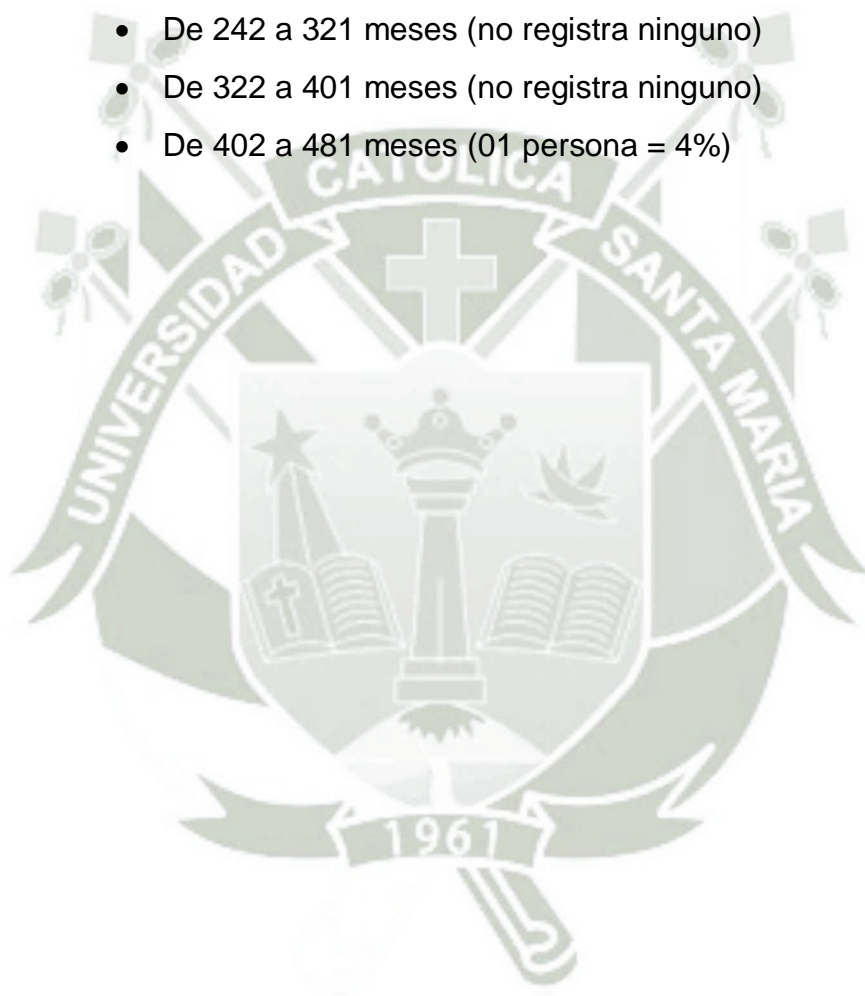 • De 242 a 321 meses (no registra ninguno)
• De 322 a 401 meses (no registra ninguno)
• De 402 a 481 meses (01 persona = 4%)
UNIVERSIDAD CATOLICA SANTA MARIA
1961